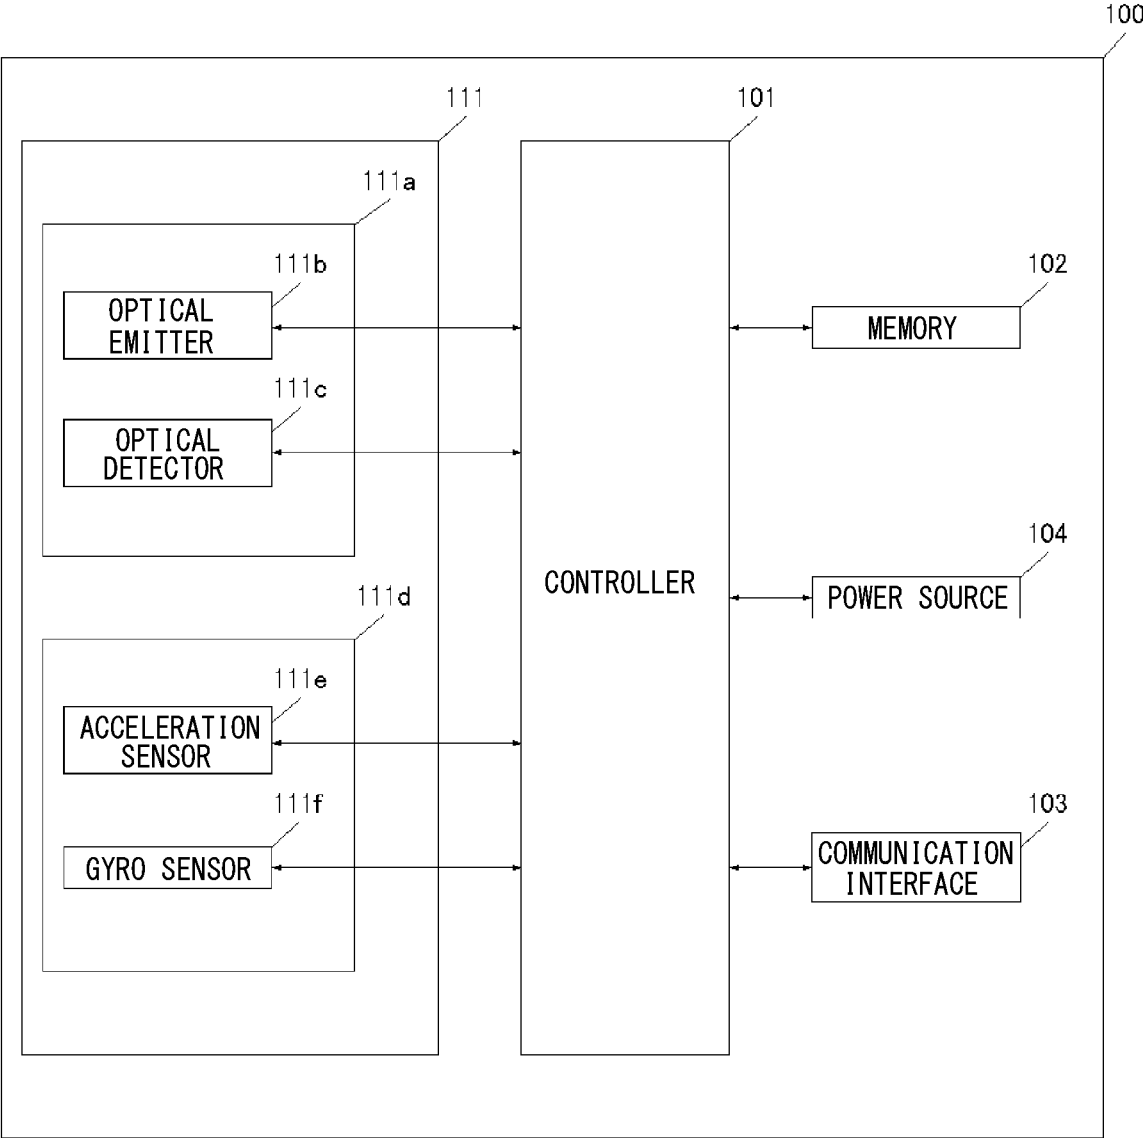 100
111
101
111a
111b
102
OPTICAL
EMITTER
MEMORY
111c
OPTICAL
DETECTOR
104
CONTROLLER
POWER SOURCE
111d
111e
ACCELERATION
SENSOR
111f
103
GYRO SENSOR
COMMUNICATION
INTERFACE